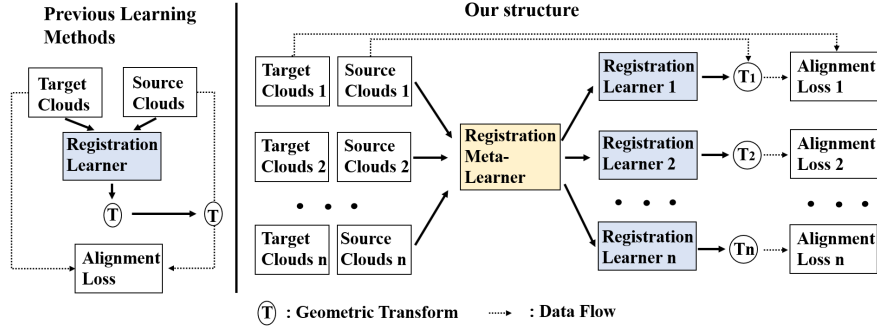 Previous Learning
Methods
Target
Clouds
Source
Clouds
Registration
Learner
T
T
Alignment
Loss
Our structure
Target
Clouds 1
Source
Clouds 1
Target
Clouds 2
Source
Clouds 2
• • •
Target
Clouds n
Source
Clouds n
Registration
Meta-
Learner
Registration
Learner 1
T1
Alignment
Loss 1
Registration
Learner 2
T2
Alignment
Loss 2
• • •
• • •
Registration
Learner n
Tn
Alignment
Loss n
T : Geometric Transform
: Data Flow